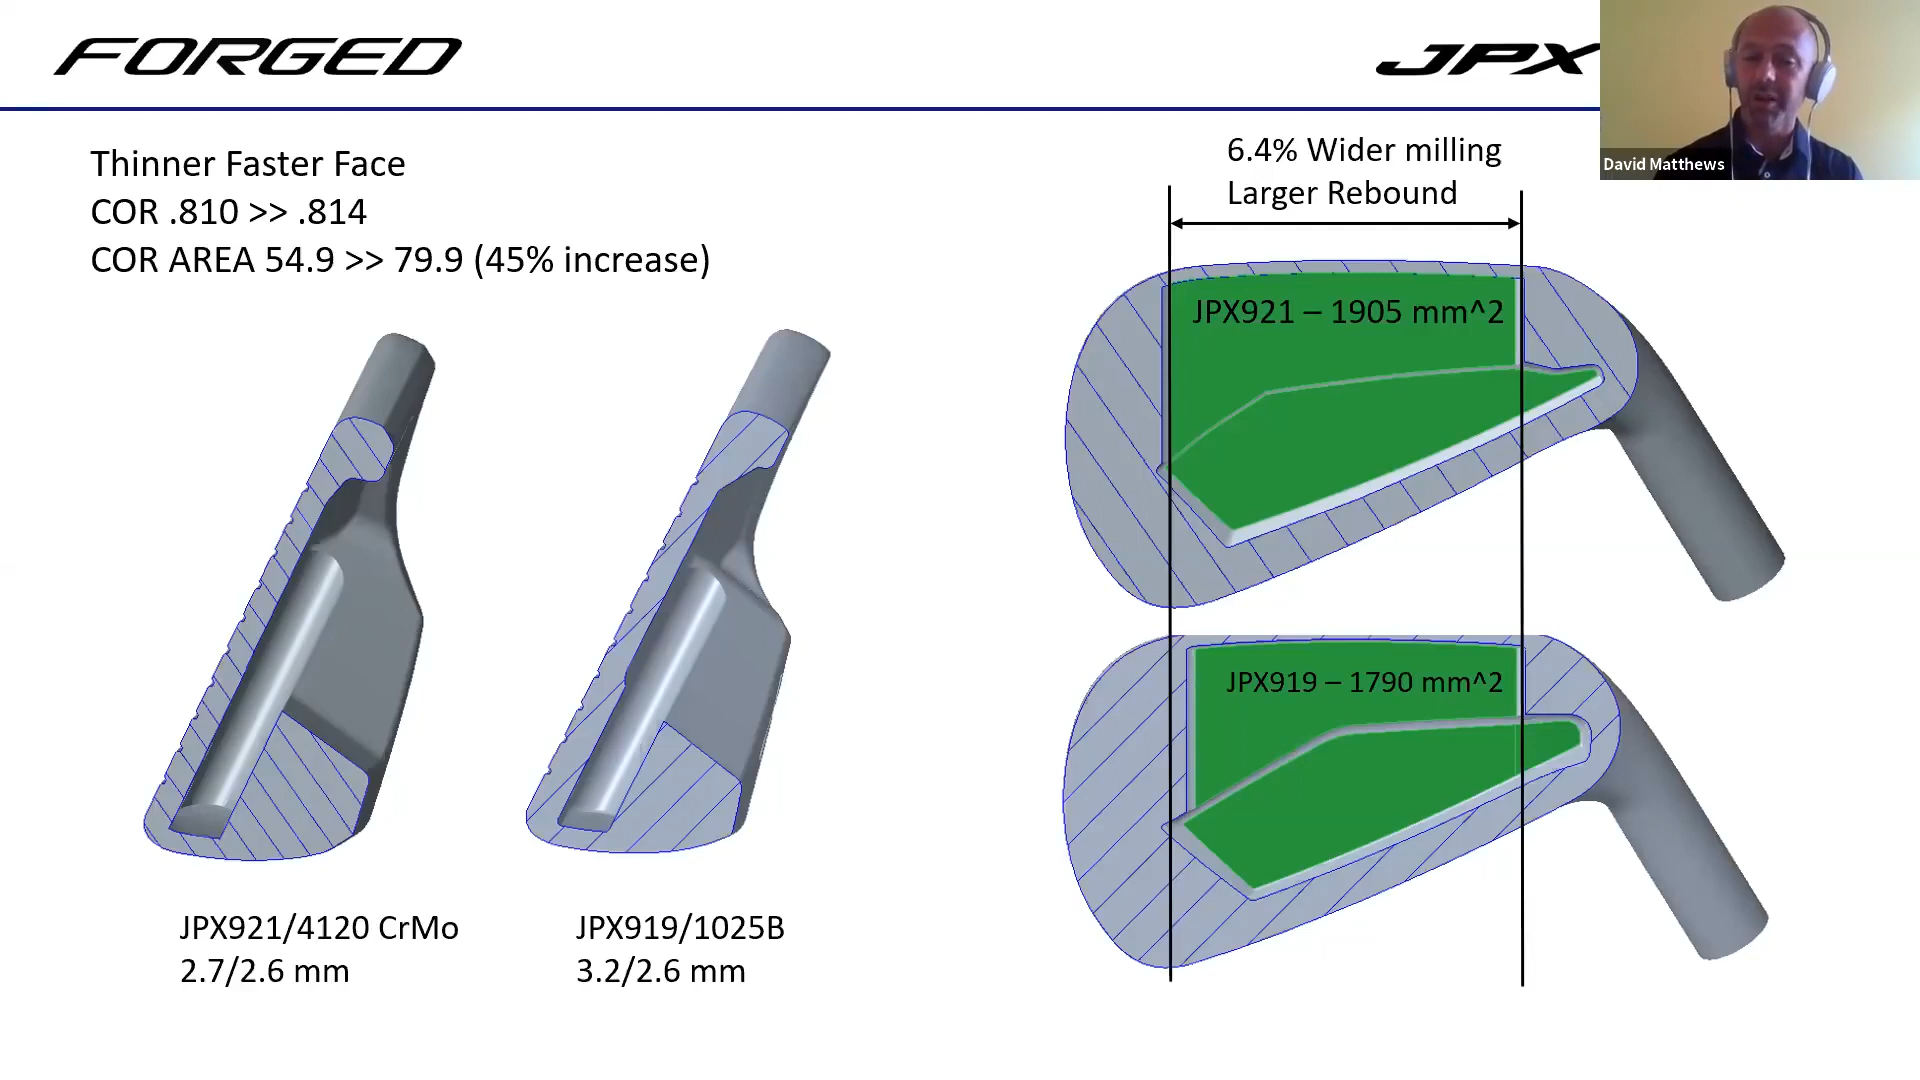 FORGED
JPX
David Matthews
Thinner Faster Face
COR .810 >> .814
COR AREA 54.9 >> 79.9 (45% increase)
6.4% Wider milling
Larger Rebound
JPX921 – 1905 mm^2
JPX919 – 1790 mm^2
JPX921/4120 CrMo
2.7/2.6 mm
JPX919/1025B
3.2/2.6 mm